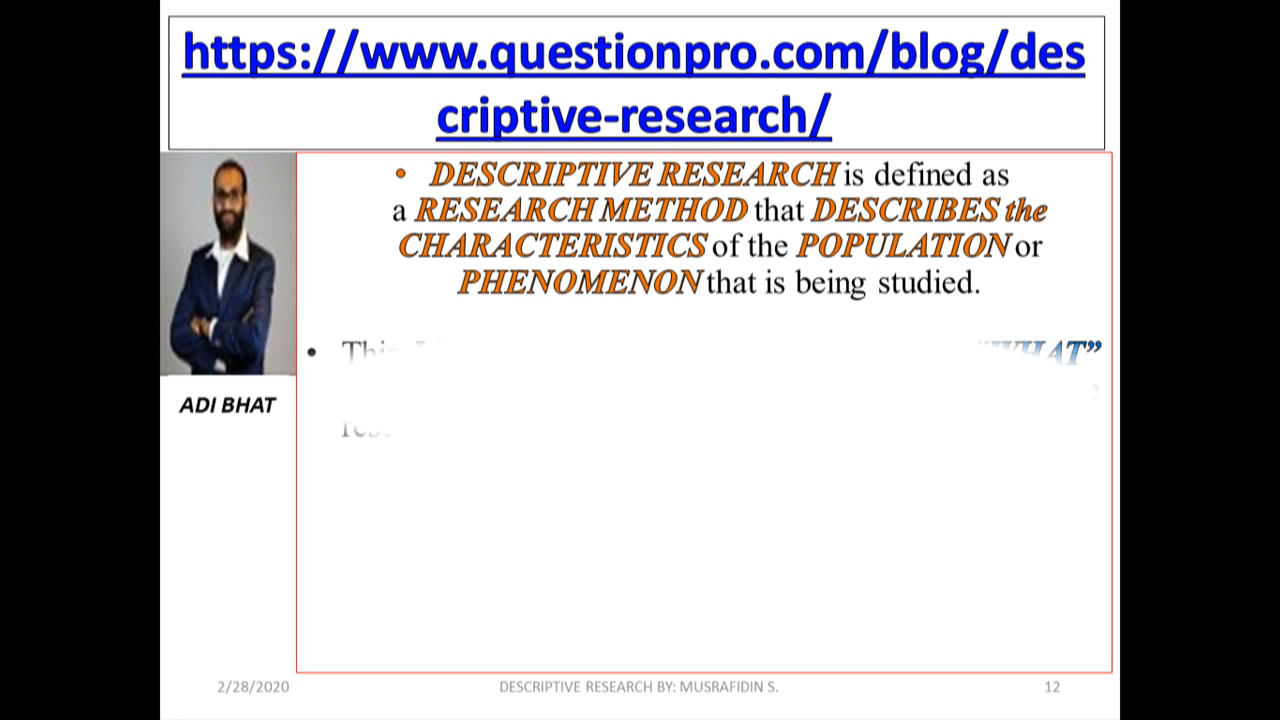 https://www.questionpro.com/blog/des
criptive-research/
• DESCRIPTIVE RESEARCH is defined as
a RESEARCH METHOD that DESCRIBES the
CHARACTERISTICS of the POPULATION or
PHENOMENON that is being studied.
• This "WHAT"
ADI BHAT
2/28/2020
DESCRIPTIVE RESEARCH BY: MUSRAFIDIN S.
12